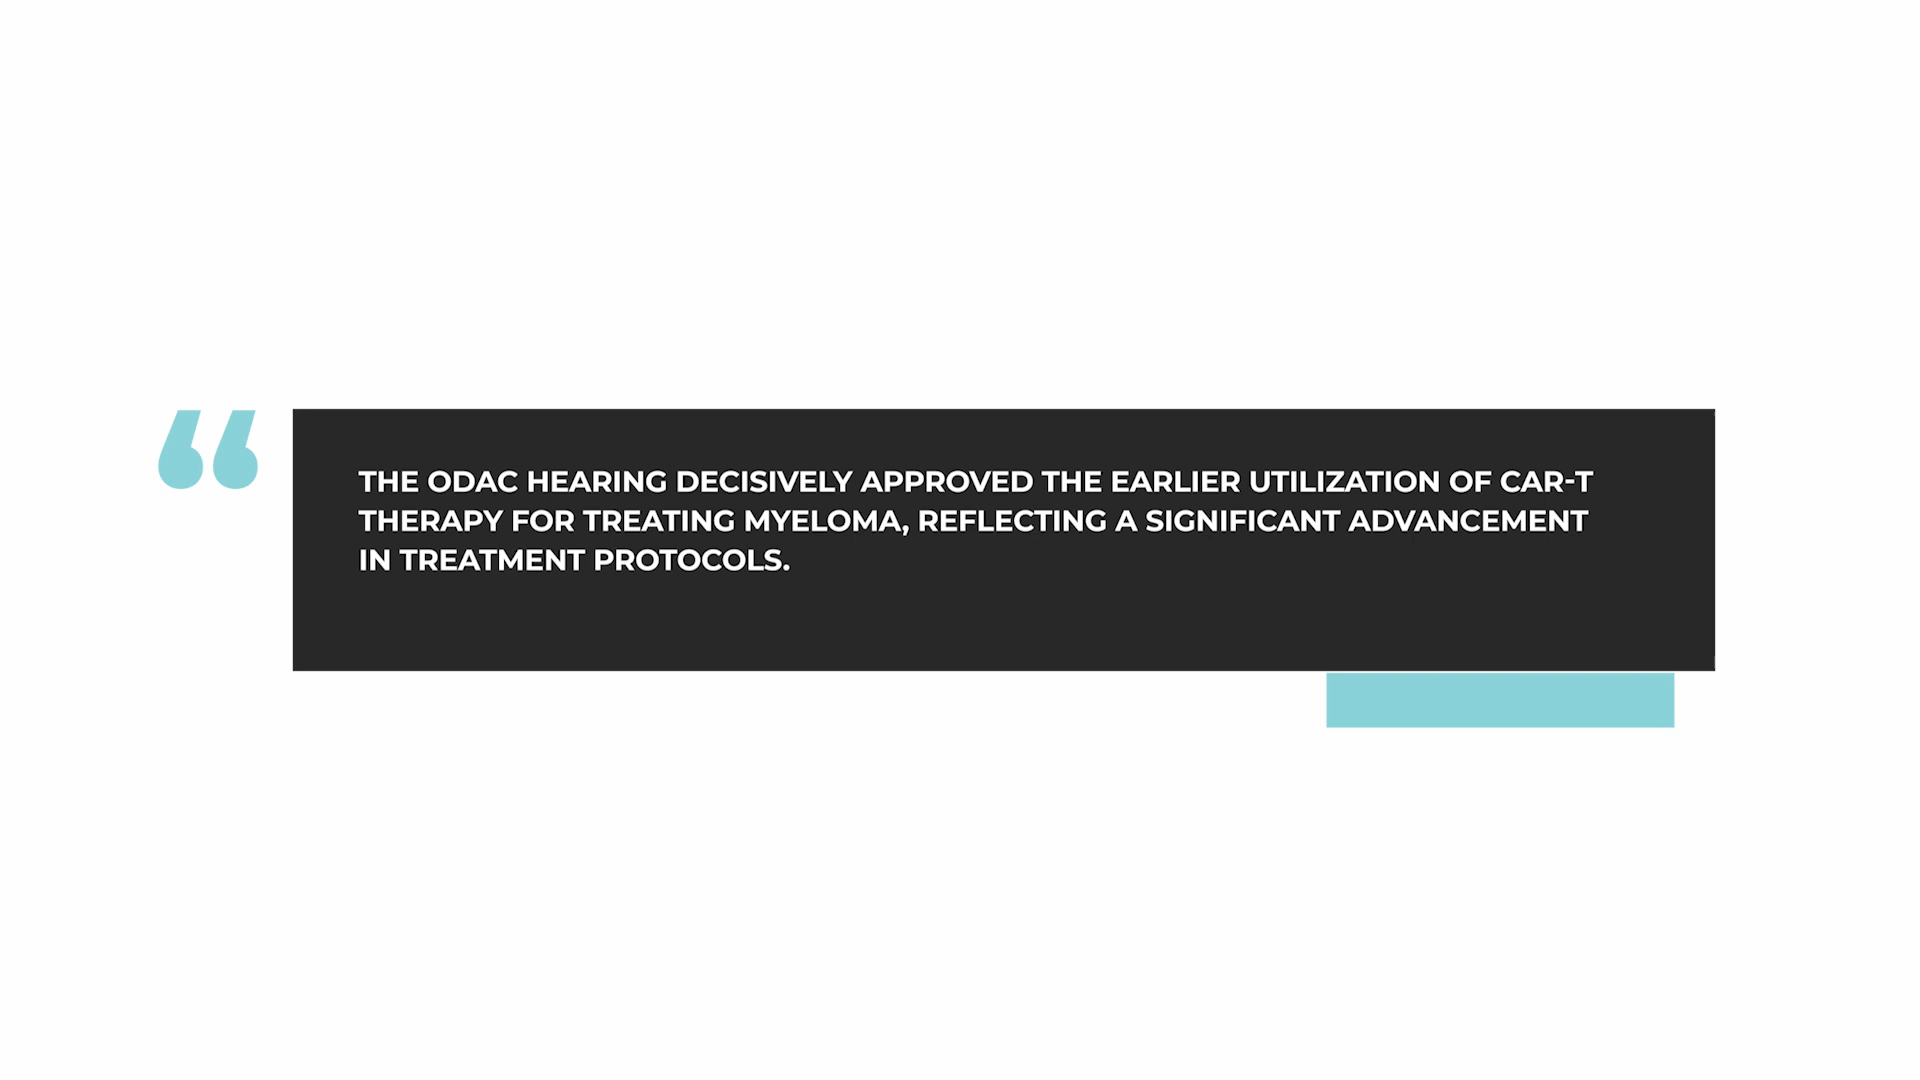 “
THE ODAC HEARING DECISIVELY APPROVED THE EARLIER UTILIZATION OF CAR-T
THERAPY FOR TREATING MYELOMA, REFLECTING A SIGNIFICANT ADVANCEMENT
IN TREATMENT PROTOCOLS.